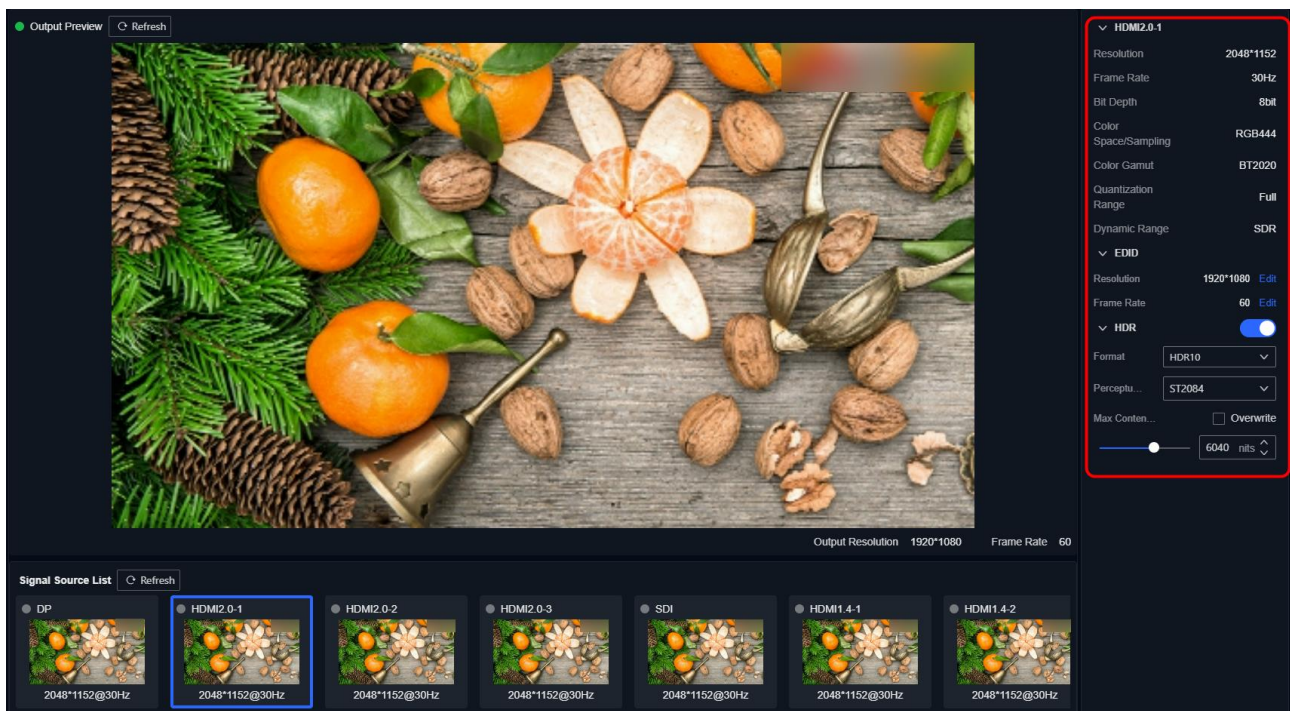 Output Preview Refresh
HDMI2.0-1
Resolution 2048*1152
Frame Rate 30Hz
Bit Depth 8bit
Color
Space/Sampling RGB444
Color Gamut BT2020
Quantization
Range Full
Dynamic Range SDR
EDID
Resolution 1920*1080 Edit
Frame Rate 60 Edit
HDR
Format HDR10
Perceptu... ST2084
Max Conten... Overwrite
6040 nits
Output Resolution 1920*1080 Frame Rate 60
Signal Source List Refresh
DP HDMI2.0-1 HDMI2.0-2 HDMI2.0-3 SDI HDMI1.4-1 HDMI1.4-2
2048*1152@30Hz 2048*1152@30Hz 2048*1152@30Hz 2048*1152@30Hz 2048*1152@30Hz 2048*1152@30Hz 2048*1152@30Hz